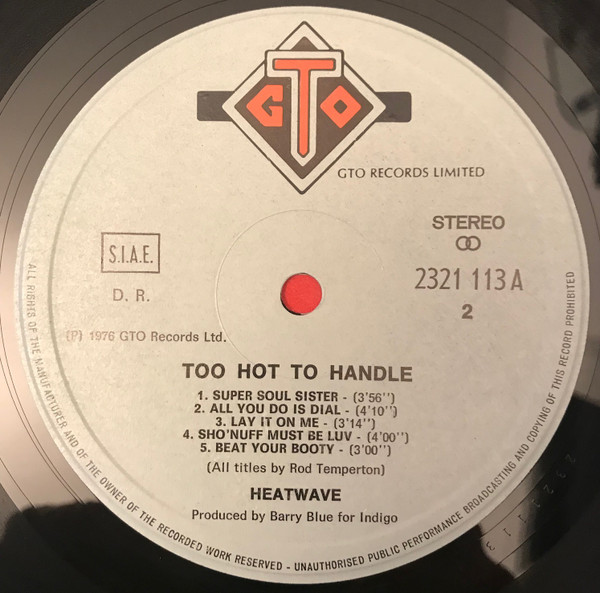 GTO
GTO RECORDS LIMITED
STEREO
S.I.A.E.
2321 113 A
D. R.
2
(P) 1976 GTO Records Ltd.
TOO HOT TO HANDLE
1. SUPER SOUL SISTER - (3'56'')
2. ALL YOU DO IS DIAL - (4'10'')
3. LAY IT ON ME - (3'14'')
4. SHO'NUFF MUST BE LUV - (4'00'')
5. BEAT YOUR BOOTY - (3'00'')
(All titles by Rod Temperton)
HEATWAVE
Produced by Barry Blue for Indigo
ALL RIGHTS OF THE MANUFACTURER AND OF THE OWNER OF THE RECORDED WORK RESERVED - UNAUTHORISED PUBLIC PERFORMANCE BROADCASTING AND COPYING OF THIS RECORD PROHIBITED